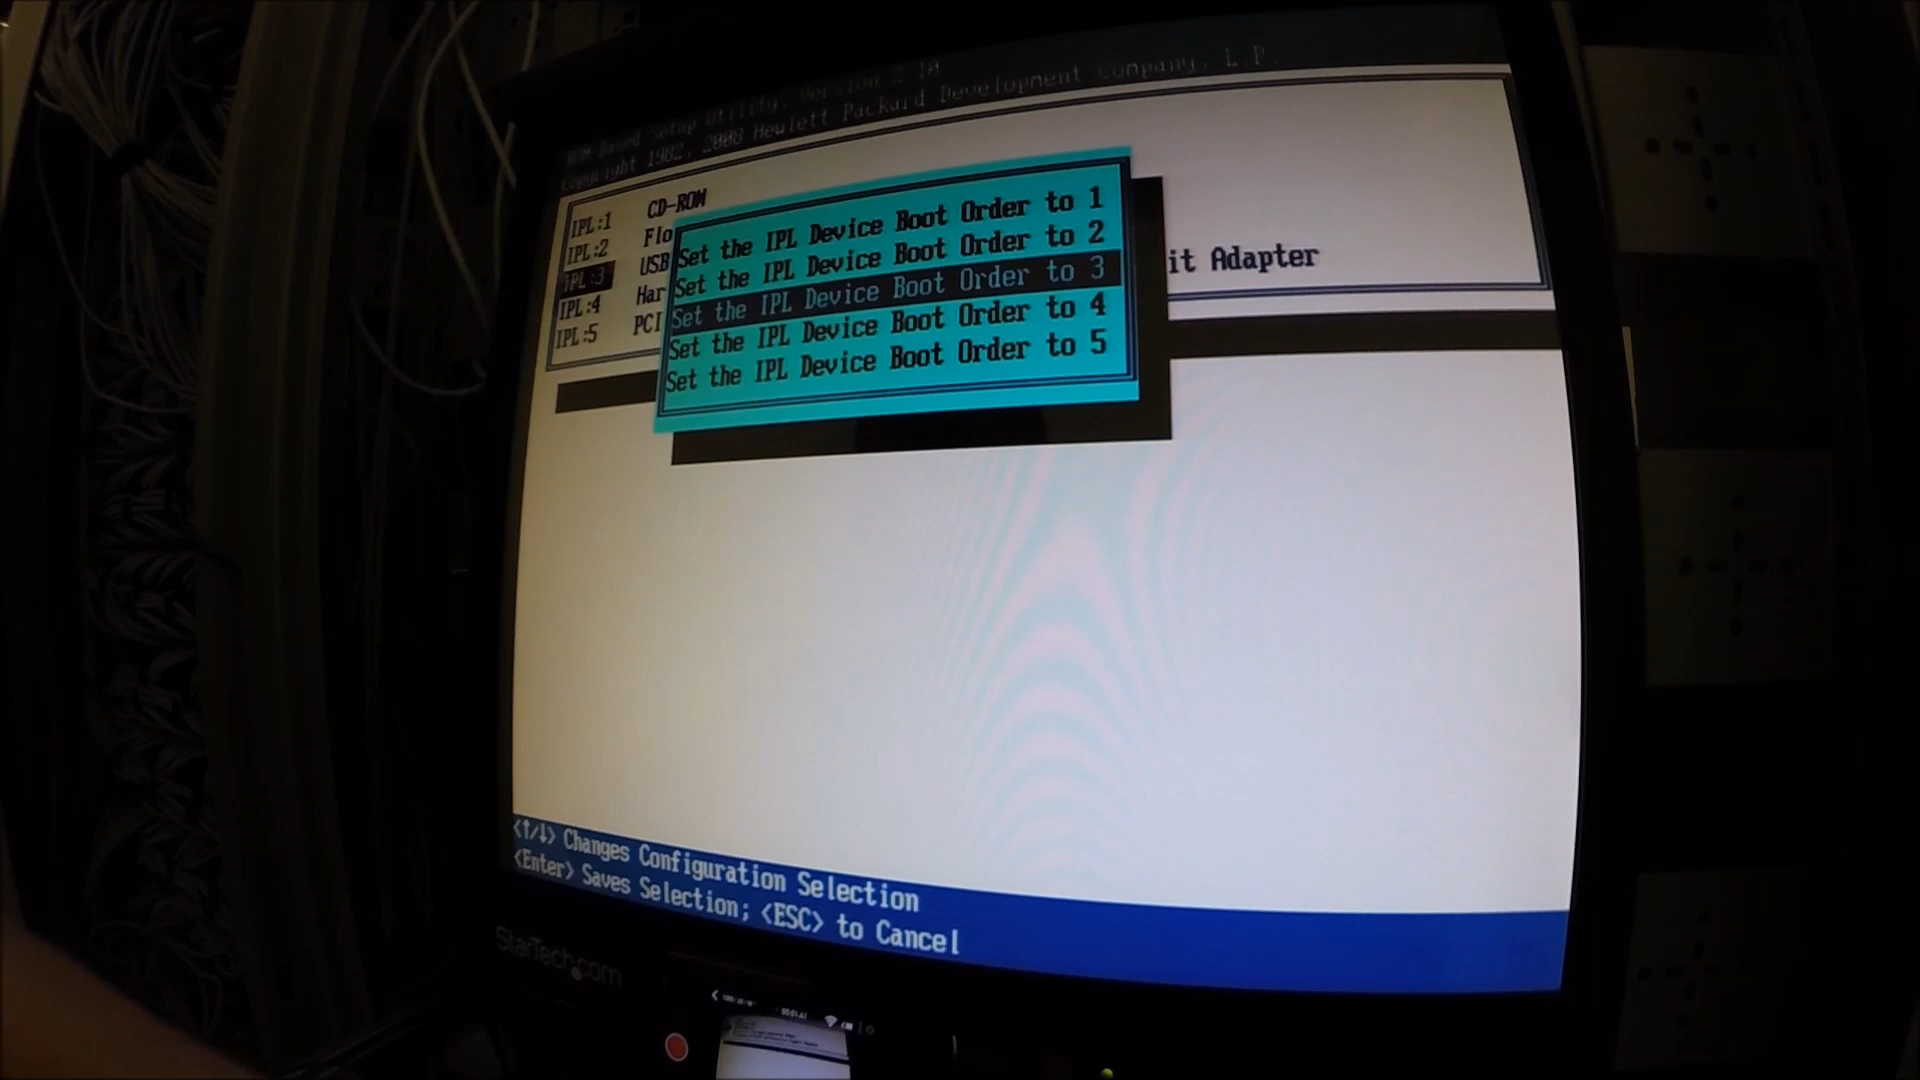 ROM Based Setup Utility, Version 2.10
Copyright 1982, 2008 Hewlett Packard Development Company, L.P.
IPL:1 CD-ROM
IPL:2 Flo
IPL:3 USB
IPL:4 Har
IPL:5 PCI it Adapter
Set the IPL Device Boot Order to 1
Set the IPL Device Boot Order to 2
Set the IPL Device Boot Order to 3
Set the IPL Device Boot Order to 4
Set the IPL Device Boot Order to 5
<↑/↓> Changes Configuration Selection
<Enter> Saves Selection; <ESC> to Cancel
StarTech.com